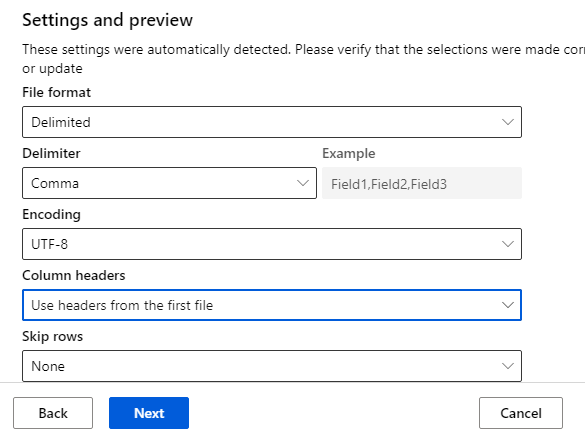 Settings and preview
These settings were automatically detected. Please verify that the selections were made cor
or update
File format
Delimited
Delimiter Example
Comma Field1,Field2,Field3
Encoding
UTF-8
Column headers
Use headers from the first file
Skip rows
None
Back Next Cancel